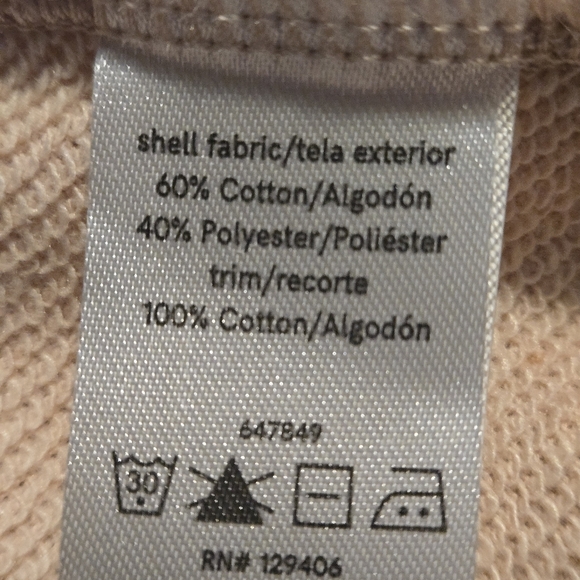 shell fabric/tela exterior
60% Cotton/Algodón
40% Polyester/Poliéster
trim/recorte
100% Cotton/Algodón
647849
30
RN# 129406